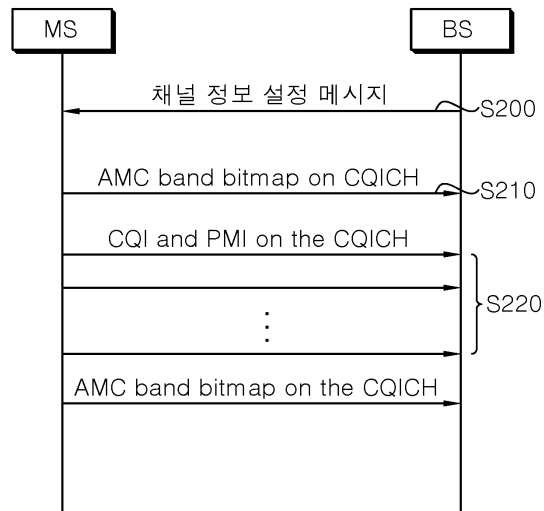 MS
BS
채널 정보 설정 메시지
S200
AMC band bitmap on CQICH
S210
CQI and PMI on the CQICH
S220
AMC band bitmap on the CQICH